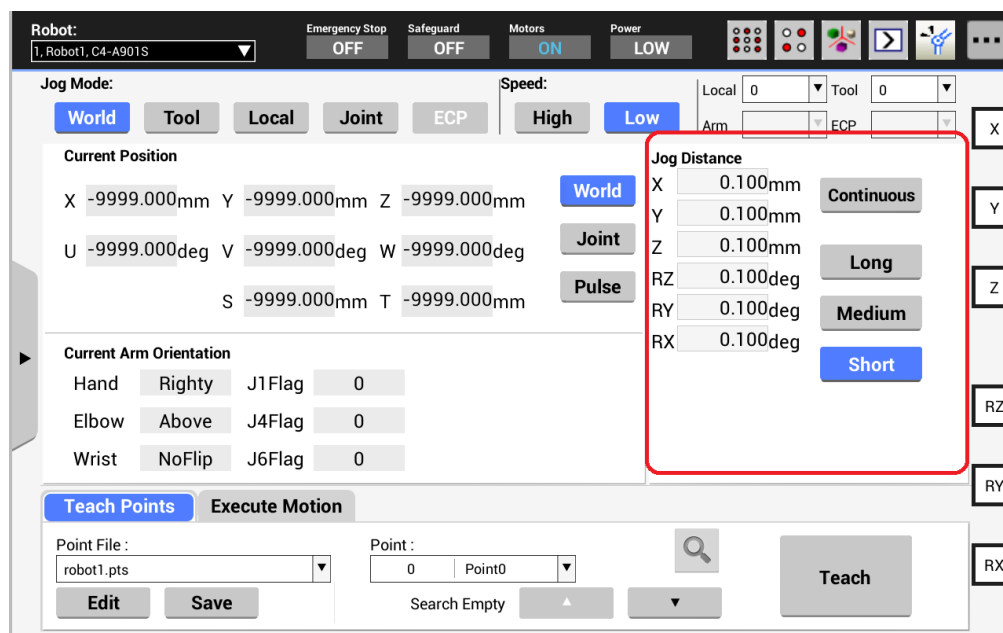 Robot:
1, Robot1, C4-A901S
Emergency Stop
OFF
Safeguard
OFF
Motors
ON
Power
LOW
Jog Mode:
World Tool Local Joint ECP
Speed:
High Low
Local 0 Tool 0
Arm ECP
Current Position
X -9999.000mm Y -9999.000mm Z -9999.000mm
U -9999.000deg V -9999.000deg W -9999.000deg
S -9999.000mm T -9999.000mm
World
Joint
Pulse
Jog Distance
X 0.100mm
Y 0.100mm
Z 0.100mm
RZ 0.100deg
RY 0.100deg
RX 0.100deg
Continuous
Long
Medium
Short
X
Y
Z
RZ
RY
RX
Current Arm Orientation
Hand Righty J1Flag 0
Elbow Above J4Flag 0
Wrist NoFlip J6Flag 0
Teach Points Execute Motion
Point File :
robot1.pts
Edit Save
Point :
0 Point0
Search Empty
Teach